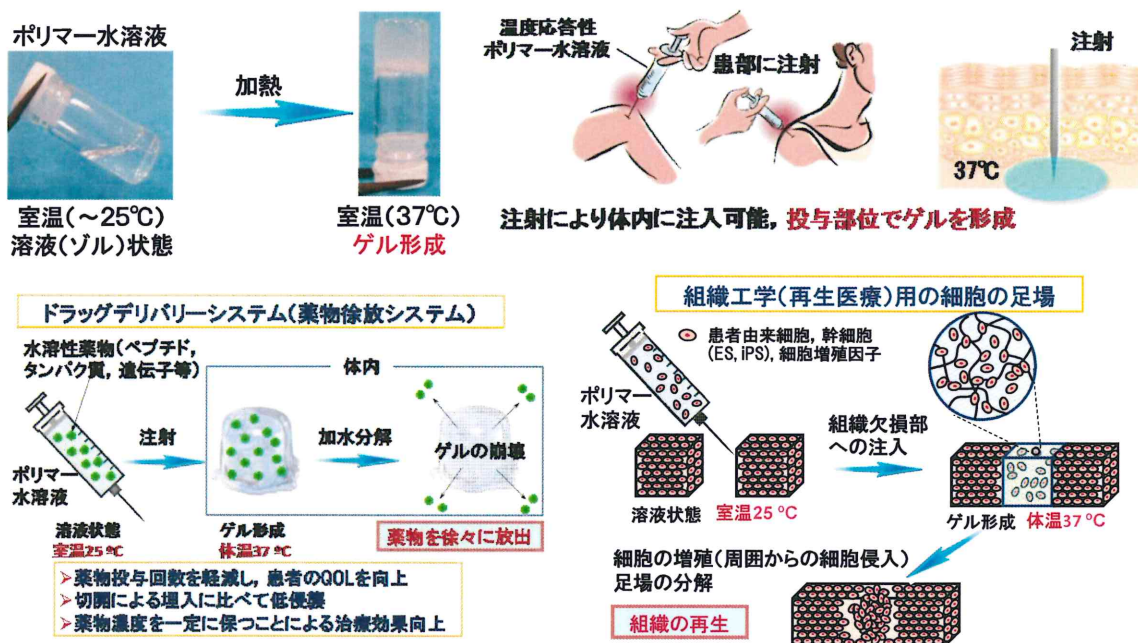 ポリマー水溶液
加熱
室温(~25℃)
溶液(ゾル)状態
室温(37℃)
ゲル形成
温度応答性
ポリマー水溶液
患部に注射
注射
37℃
注射により体内に注入可能, 投与部位でゲルを形成
ドラッグデリバリーシステム(薬物徐放システム)
水溶性薬物(ペプチド,
タンパク質, 遺伝子等)
体内
注射
加水分解
ゲルの崩壊
ポリマー
水溶液
溶液状態
室温25 ℃
ゲル形成
体温37 ℃
薬物を徐々に放出
➢薬物投与回数を軽減し, 患者のQOLを向上
➢切開による埋入に比べて低侵襲
➢薬物濃度を一定に保つことによる治療効果向上
組織工学(再生医療)用の細胞の足場
患者由来細胞, 幹細胞
(ES, iPS), 細胞増殖因子
ポリマー
水溶液
組織欠損部
への注入
溶液状態 室温25 ℃
ゲル形成 体温37 ℃
細胞の増殖(周囲からの細胞侵入)
足場の分解
組織の再生